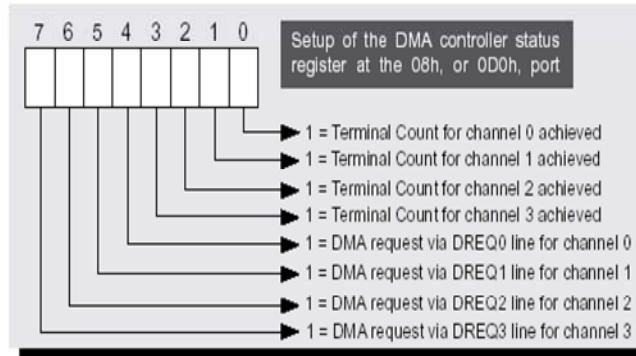 7 6 5 4 3 2 1 0
Setup of the DMA controller status
register at the 08h, or 0D0h, port
1 = Terminal Count for channel 0 achieved
1 = Terminal Count for channel 1 achieved
1 = Terminal Count for channel 2 achieved
1 = Terminal Count for channel 3 achieved
1 = DMA request via DREQ0 line for channel 0
1 = DMA request via DREQ1 line for channel 1
1 = DMA request via DREQ2 line for channel 2
1 = DMA request via DREQ3 line for channel 3